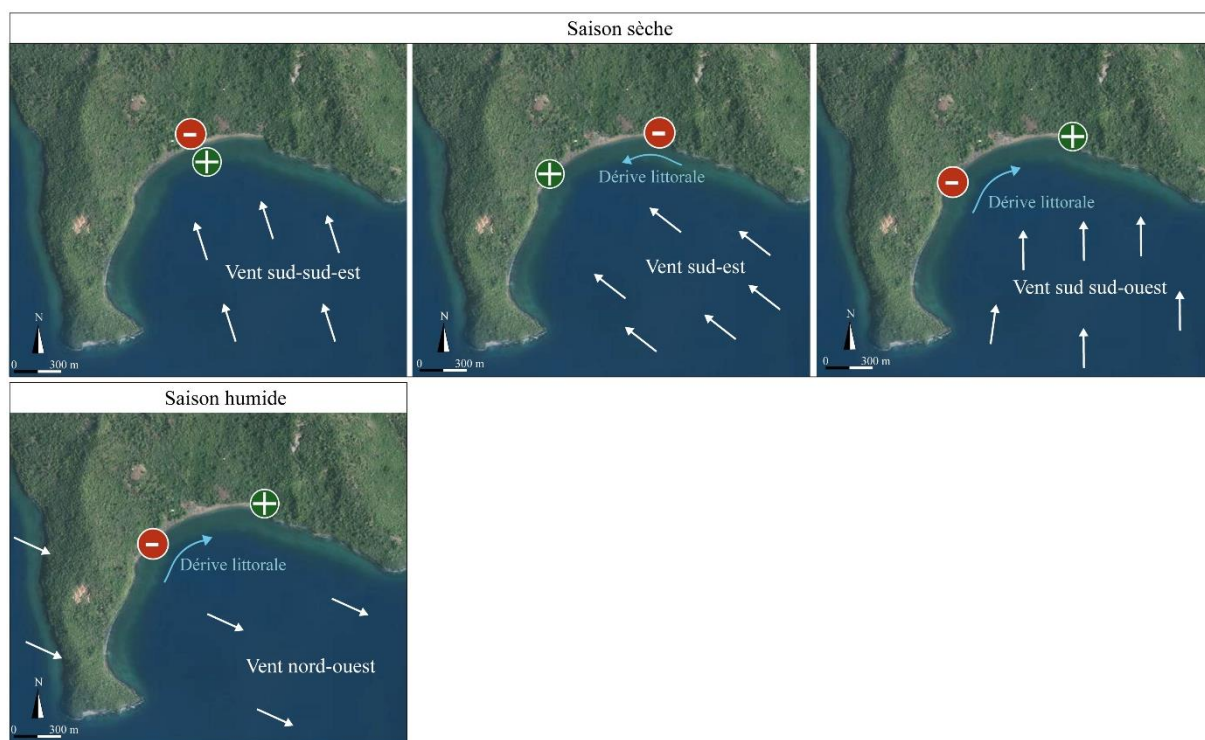 Saison sèche
- +
Vent sud-sud-est
N
0 300 m
- +
Dérive littorale
Vent sud-est
N
0 300 m
- +
Dérive littorale
Vent sud sud-ouest
N
0 300 m
Saison humide
- +
Dérive littorale
Vent nord-ouest
N
0 300 m